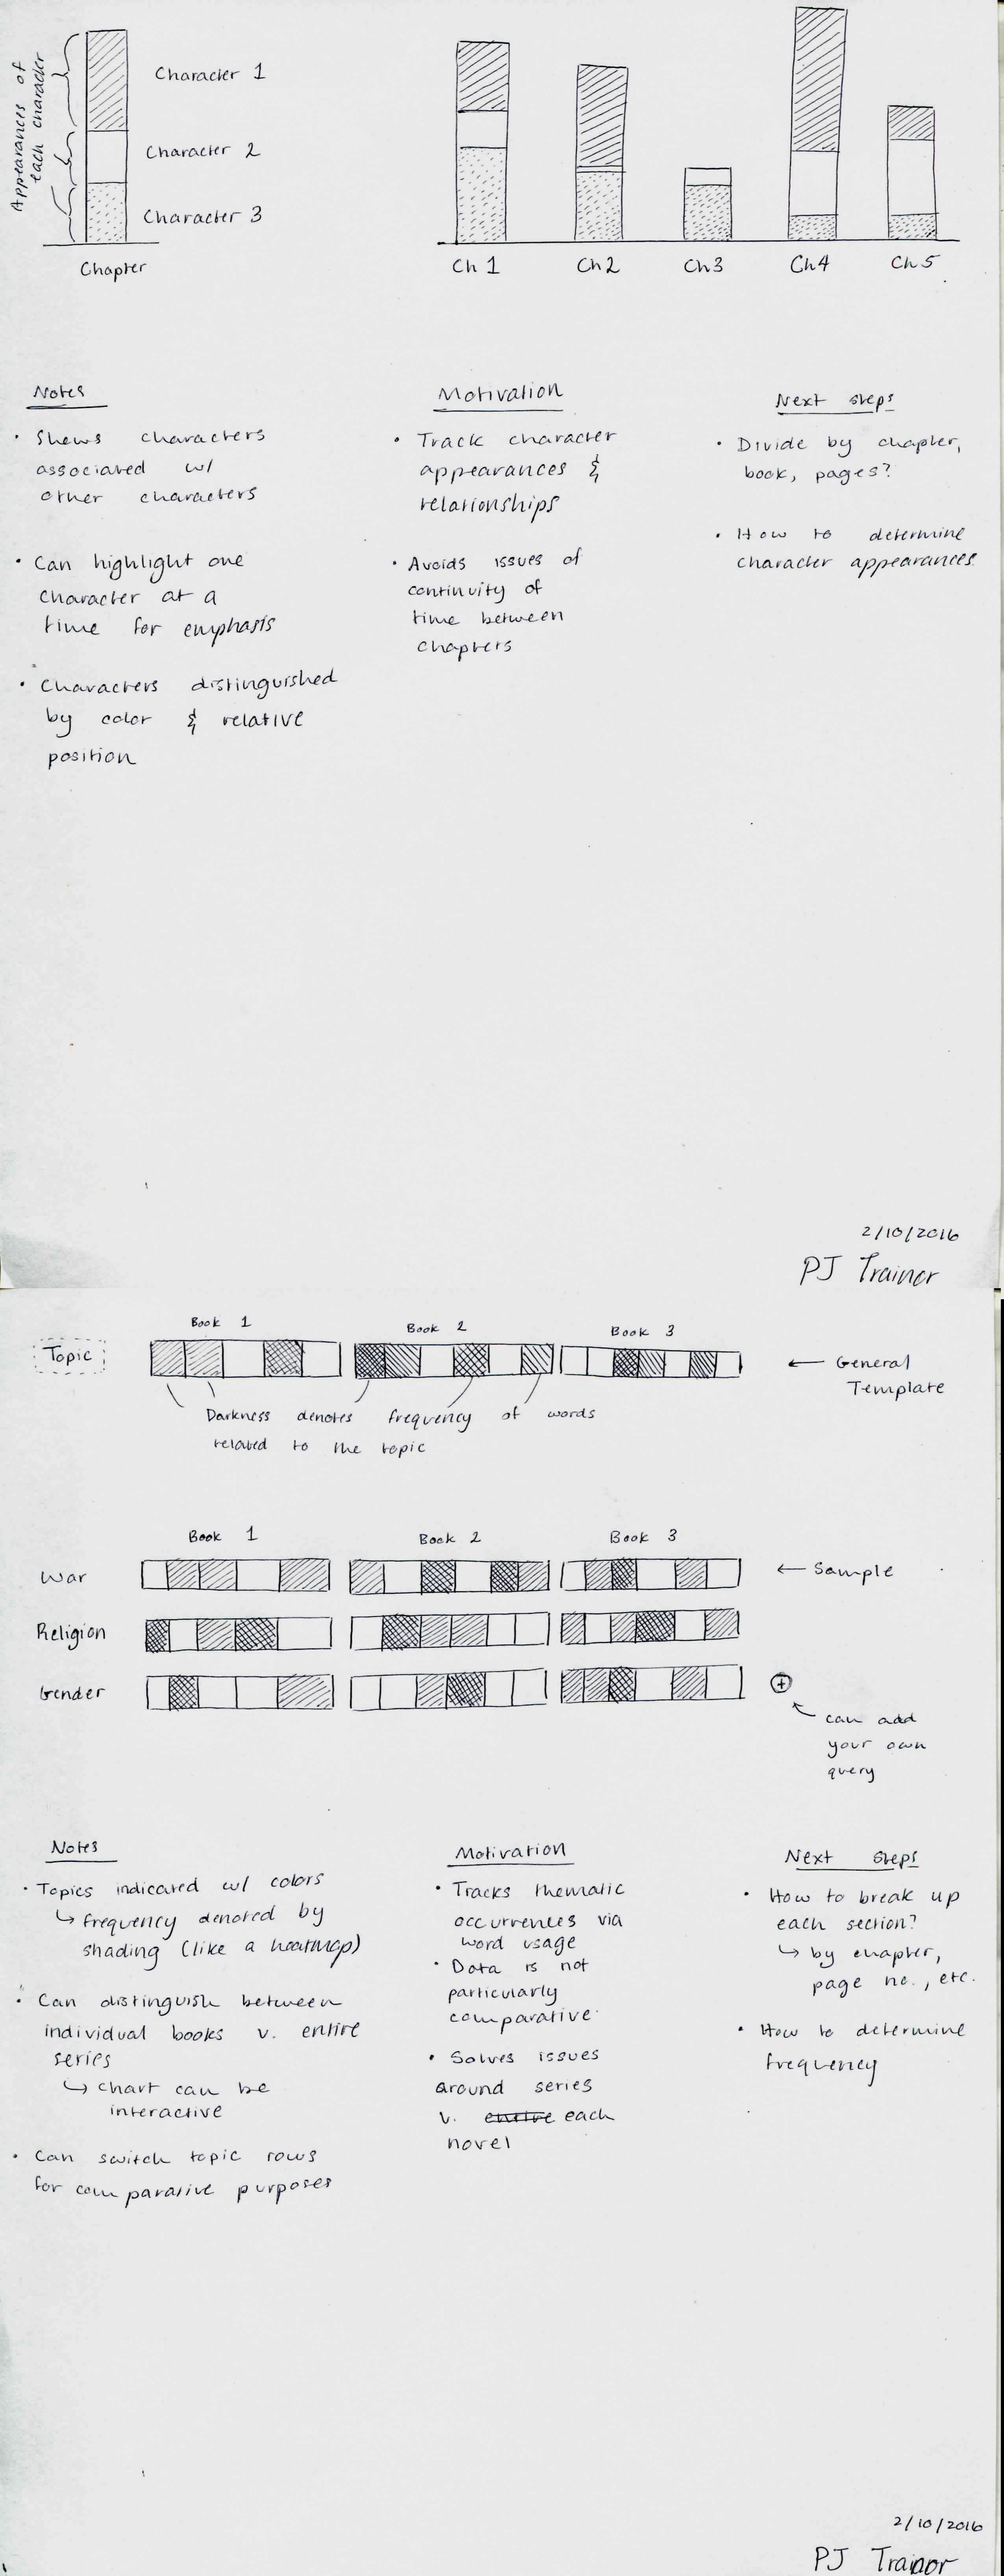 Appearances of
each character
Character 1
Character 2
Character 3
Chapter
Ch 1
Ch 2
Ch 3
Ch 4
Ch 5
Notes
• Shows characters
associated w/
other characters
• Can highlight one
character at a
time for emphasis
• Characters distinguished
by color & relative
position
Motivation
• Track character
appearances &
relationships
• Avoids issues of
continuity of
time between
chapters
Next steps
• Divide by chapter,
book, pages?
• How to determine
character appearances
2/10/2016
PJ Trainor
Topic
Book 1
Book 2
Book 3
← General
Template
Darkness denotes frequency of words
related to the topic
Book 1
Book 2
Book 3
War
← Sample
Religion
Gender
+
can add
your own
query
Notes
• Topics indicated w/ colors
↳ frequency denoted by
shading (like a heatmap)
• Can distinguish between
individual books v. entire
series
↳ chart can be
interactive
• Can switch topic rows
for comparative purposes
Motivation
• Tracks thematic
occurrences via
word usage
• Data is not
particularly
comparative
• Solves issues
around series
v. entire each
novel
Next steps
• How to break up
each section?
↳ by chapter,
page no., etc.
• How to determine
frequency
2/10/2016
PJ Trainor